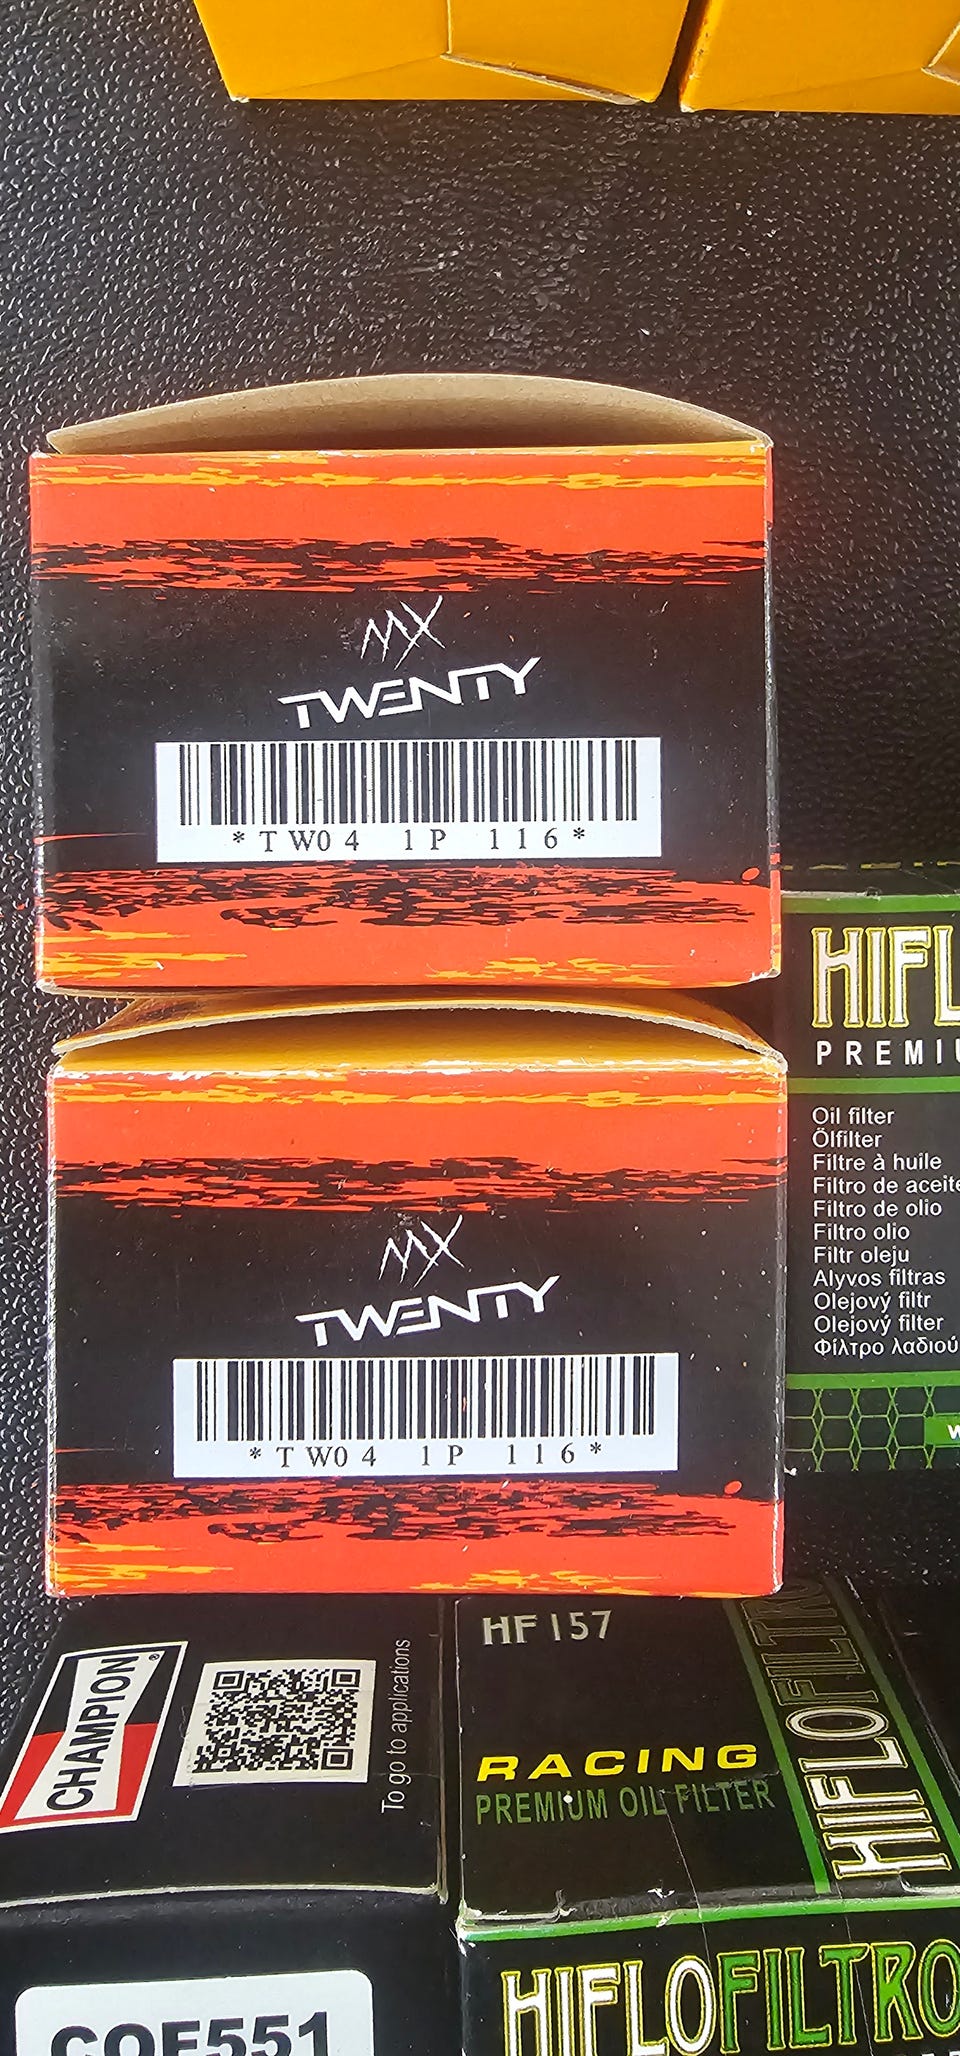 MX
TWENTY
*TW04 1P 116*
HIFL
PREMIU
Oil filter
Ölfilter
Filtre à huile
Filtro de aceite
Filtro de olio
Filtro olio
Filtr oleju
Alyvos filtras
Olejový filtr
Olejový filter
Φίλτρο λαδιού
w
MX
TWENTY
*TW04 1P 116*
CHAMPION®
To go to applications
HF157
RACING
PREMIUM OIL FILTER
HIFLOFILTRO
COF551
HIFLOFILTRO